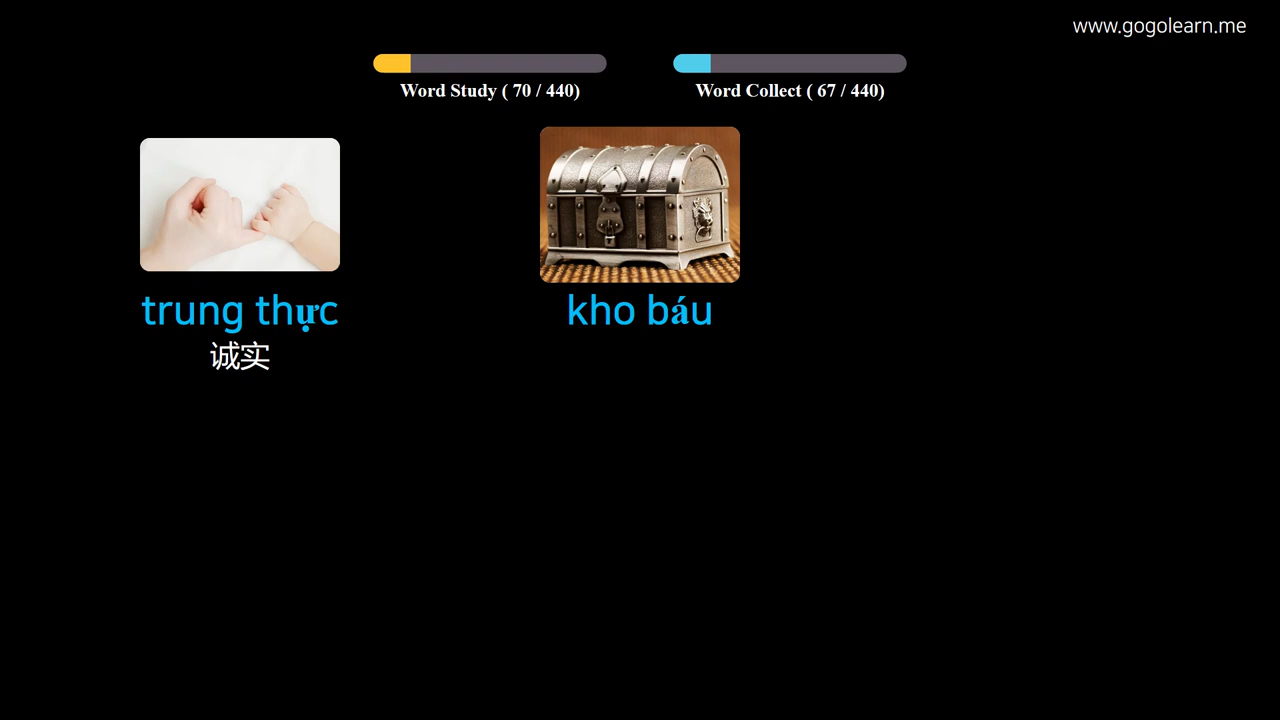 www.gogolearn.me
Word Study ( 70 / 440)
Word Collect ( 67 / 440)
trung thực
kho báu
诚实